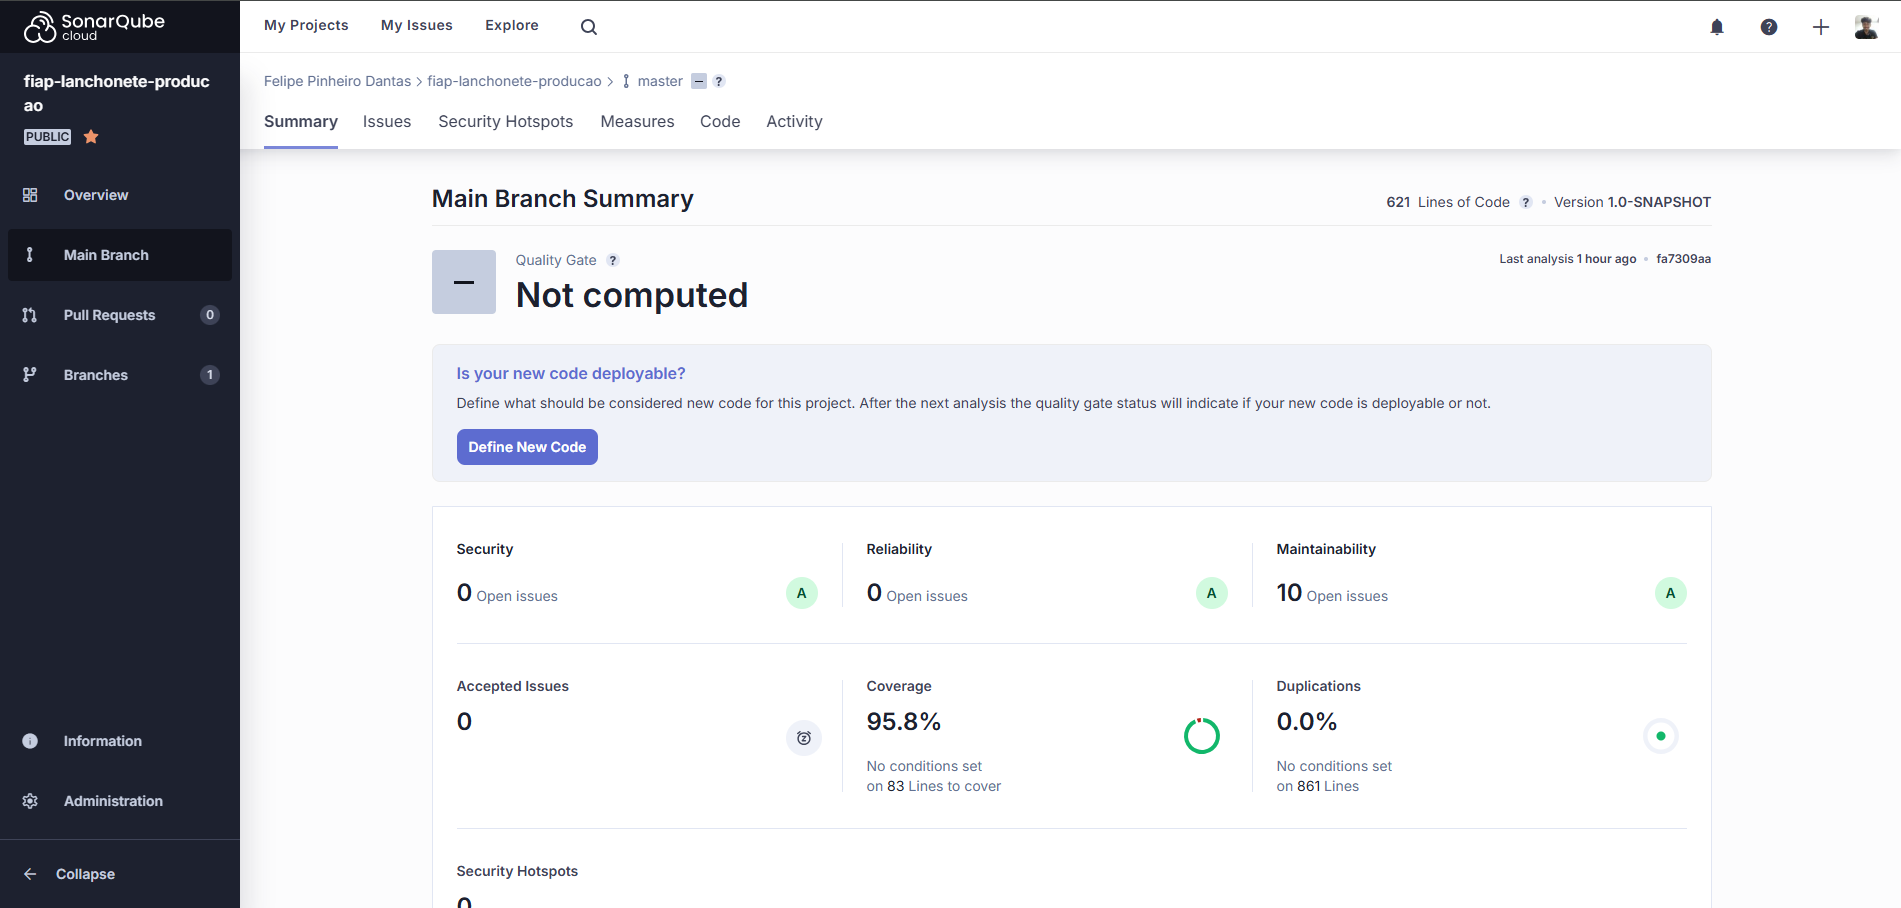 SonarQube
cloud
My Projects
My Issues
Explore
?
fiap-lanchonete-produc
ao
PUBLIC
Overview
Main Branch
Pull Requests
0
Branches
1
Information
Administration
Collapse
Felipe Pinheiro Dantas > fiap-lanchonete-producao > master – ?
Summary
Issues
Security Hotspots
Measures
Code
Activity
Main Branch Summary
621 Lines of Code ? • Version 1.0-SNAPSHOT
Quality Gate ?
Not computed
Last analysis 1 hour ago • fa7309aa
Is your new code deployable?
Define what should be considered new code for this project. After the next analysis the quality gate status will indicate if your new code is deployable or not.
Define New Code
Security
0 Open issues
A
Reliability
0 Open issues
A
Maintainability
10 Open issues
A
Accepted Issues
0
Coverage
95.8%
No conditions set
on 83 Lines to cover
Duplications
0.0%
No conditions set
on 861 Lines
Security Hotspots
0